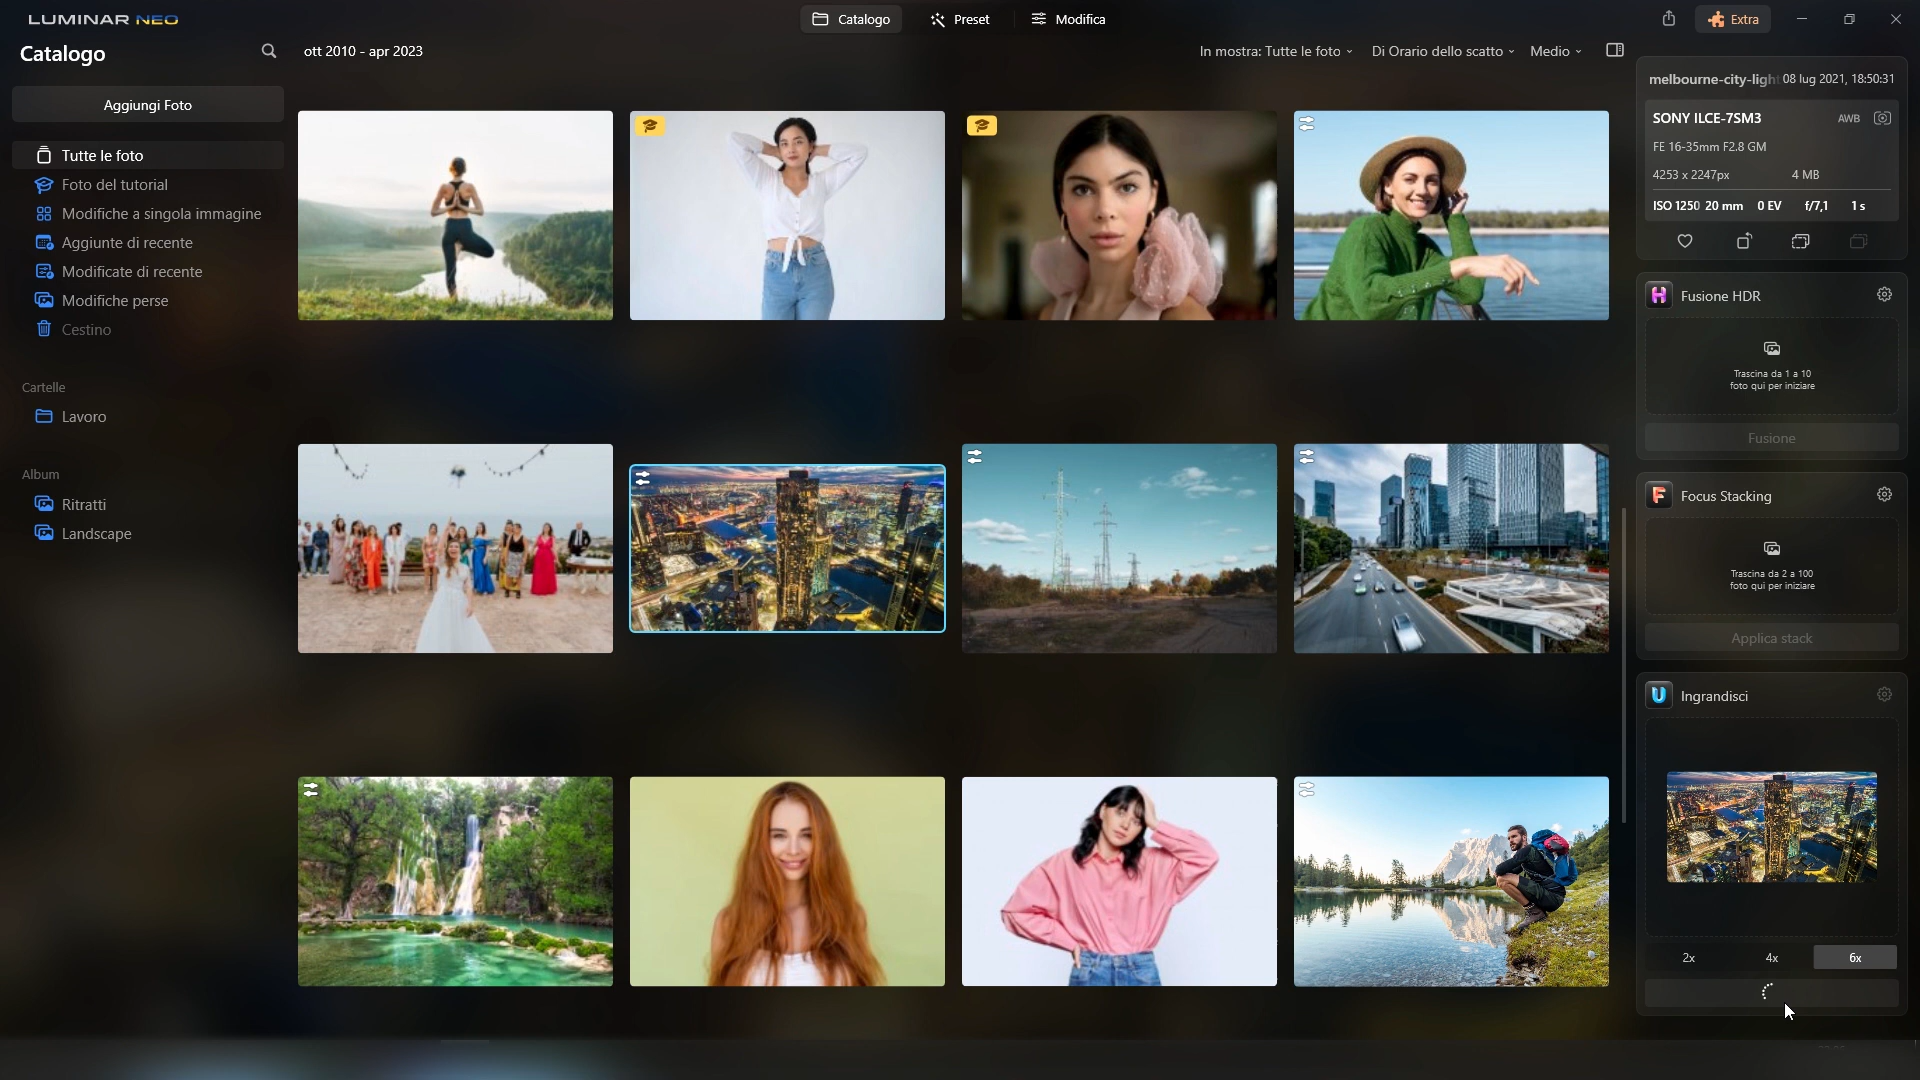 LUMINAR NEO
Catalogo
Preset
Modifica
Extra
Catalogo
ott 2010 - apr 2023
In mostra: Tutte le foto
Di Orario dello scatto
Medio
Aggiungi Foto
Tutte le foto
Foto del tutorial
Modifiche a singola immagine
Aggiunte di recente
Modificate di recente
Modifiche perse
Cestino
Cartelle
Lavoro
Album
Ritratti
Landscape
melbourne-city-light 08 lug 2021, 18:50:31
SONY ILCE-7SM3 AWB
FE 16-35mm F2.8 GM
4253 x 2247px 4 MB
ISO 1250 20 mm 0 EV f/7,1 1 s
Fusione HDR
Trascina da 1 a 10
foto qui per iniziare
Fusione
Focus Stacking
Trascina da 2 a 100
foto qui per iniziare
Applica stack
Ingrandisci
2x 4x 6x